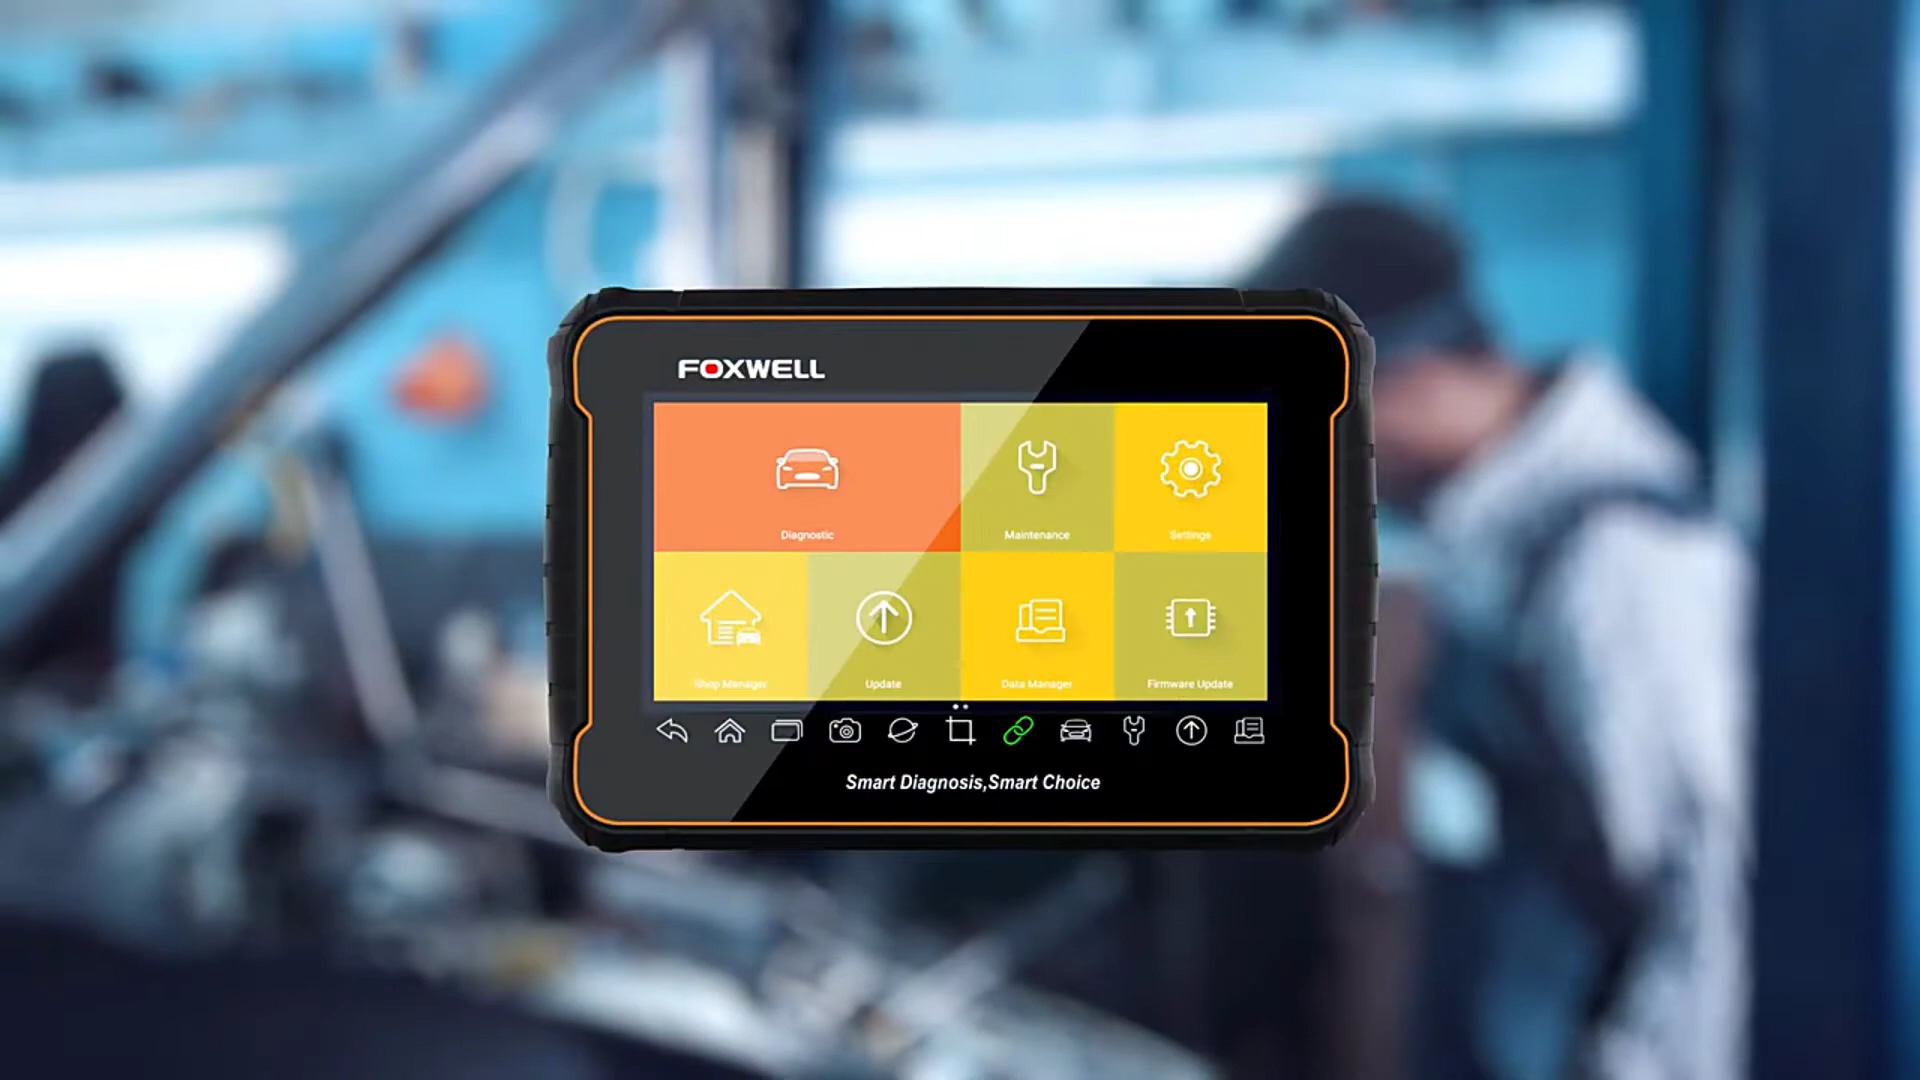 FOXWELL
Diagnostic
Maintenance
Settings
Shop Manager
Update
Data Manager
Firmware Update
Smart Diagnosis,Smart Choice